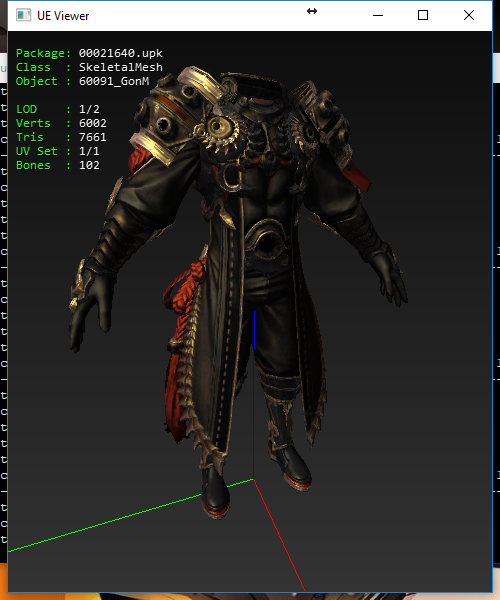 UE Viewer
Package: 00021640.upk
Class : SkeletalMesh
Object : 60091_GonM
LOD : 1/2
Verts : 6002
Tris : 7661
UV Set : 1/1
Bones : 102